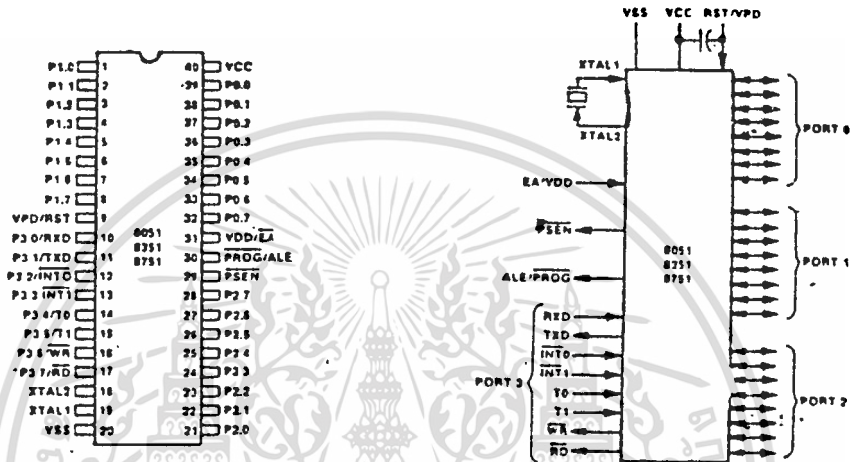 P1.0 1 40 VCC
P1.1 2 39 P0.0
P1.2 3 38 P0.1
P1.3 4 37 P0.2
P1.4 5 36 P0.3
P1.5 6 35 P0.4
P1.6 7 34 P0.5
P1.7 8 33 P0.6
VPD/RST 9 32 P0.7
P3.0/RXD 10 31 VDD/EA
P3.1/TXD 11 30 PROG/ALE
P3.2/INT0 12 29 PSEN
P3.3 INT1 13 28 P2.7
P3.4/T0 14 27 P2.6
P3.5/T1 15 26 P2.5
P3.6/WR 16 25 P2.4
P3.7/RD 17 24 P2.3
XTAL2 18 23 P2.2
XTAL1 19 22 P2.1
VSS 20 21 P2.0
8051
8351
8751
VSS VCC RST/VPD
XTAL1
XTAL2
EA/VDD
PSEN
ALE/PROG
PORT 3
RXD
TXD
INT0
INT1
T0
T1
WR
RD
8051
8351
8751
PORT 0
PORT 1
PORT 2